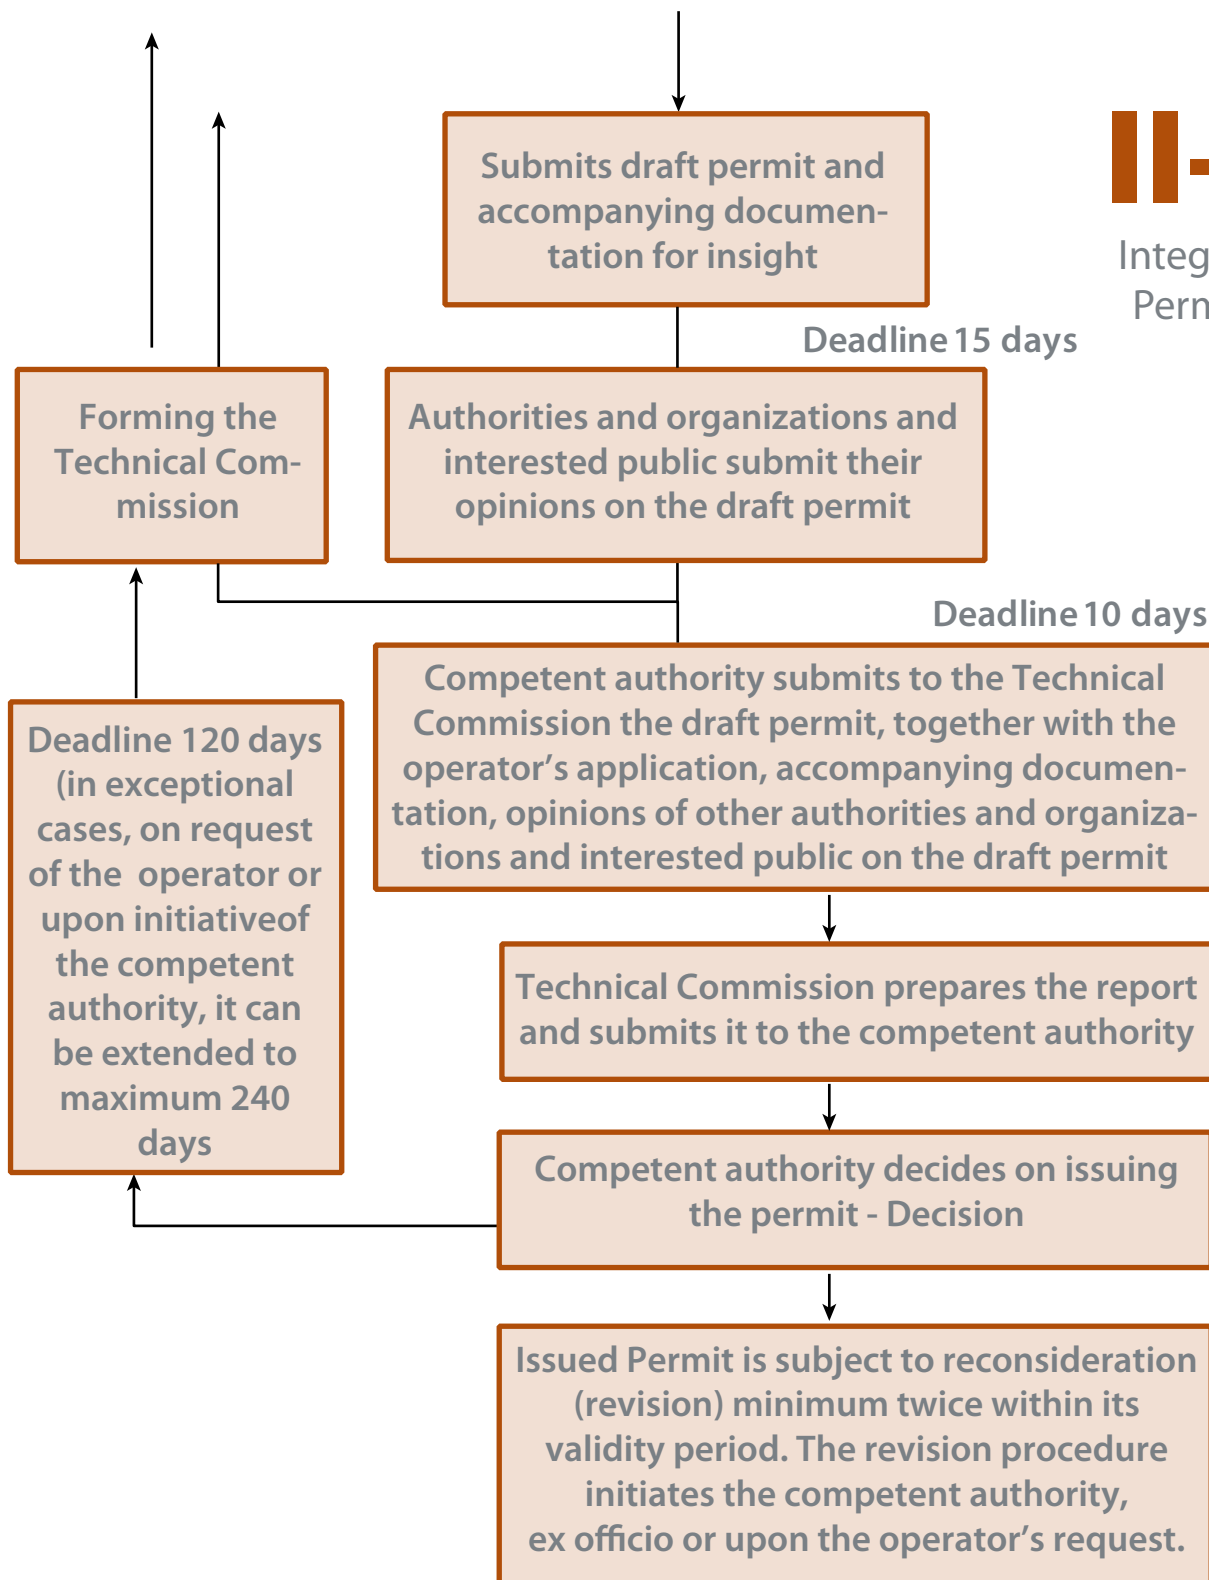 Submits draft permit and
accompanying documen-
tation for insight
II-
Integ
Perm
Deadline 15 days
Forming the
Technical Com-
mission
Authorities and organizations and
interested public submit their
opinions on the draft permit
Deadline 10 days
Competent authority submits to the Technical
Commission the draft permit, together with the
operator’s application, accompanying documen-
tation, opinions of other authorities and organiza-
tions and interested public on the draft permit
Deadline 120 days
(in exceptional
cases, on request
of the operator or
upon initiativeof
the competent
authority, it can
be extended to
maximum 240
days
Technical Commission prepares the report
and submits it to the competent authority
Competent authority decides on issuing
the permit - Decision
Issued Permit is subject to reconsideration
(revision) minimum twice within its
validity period. The revision procedure
initiates the competent authority,
ex officio or upon the operator’s request.